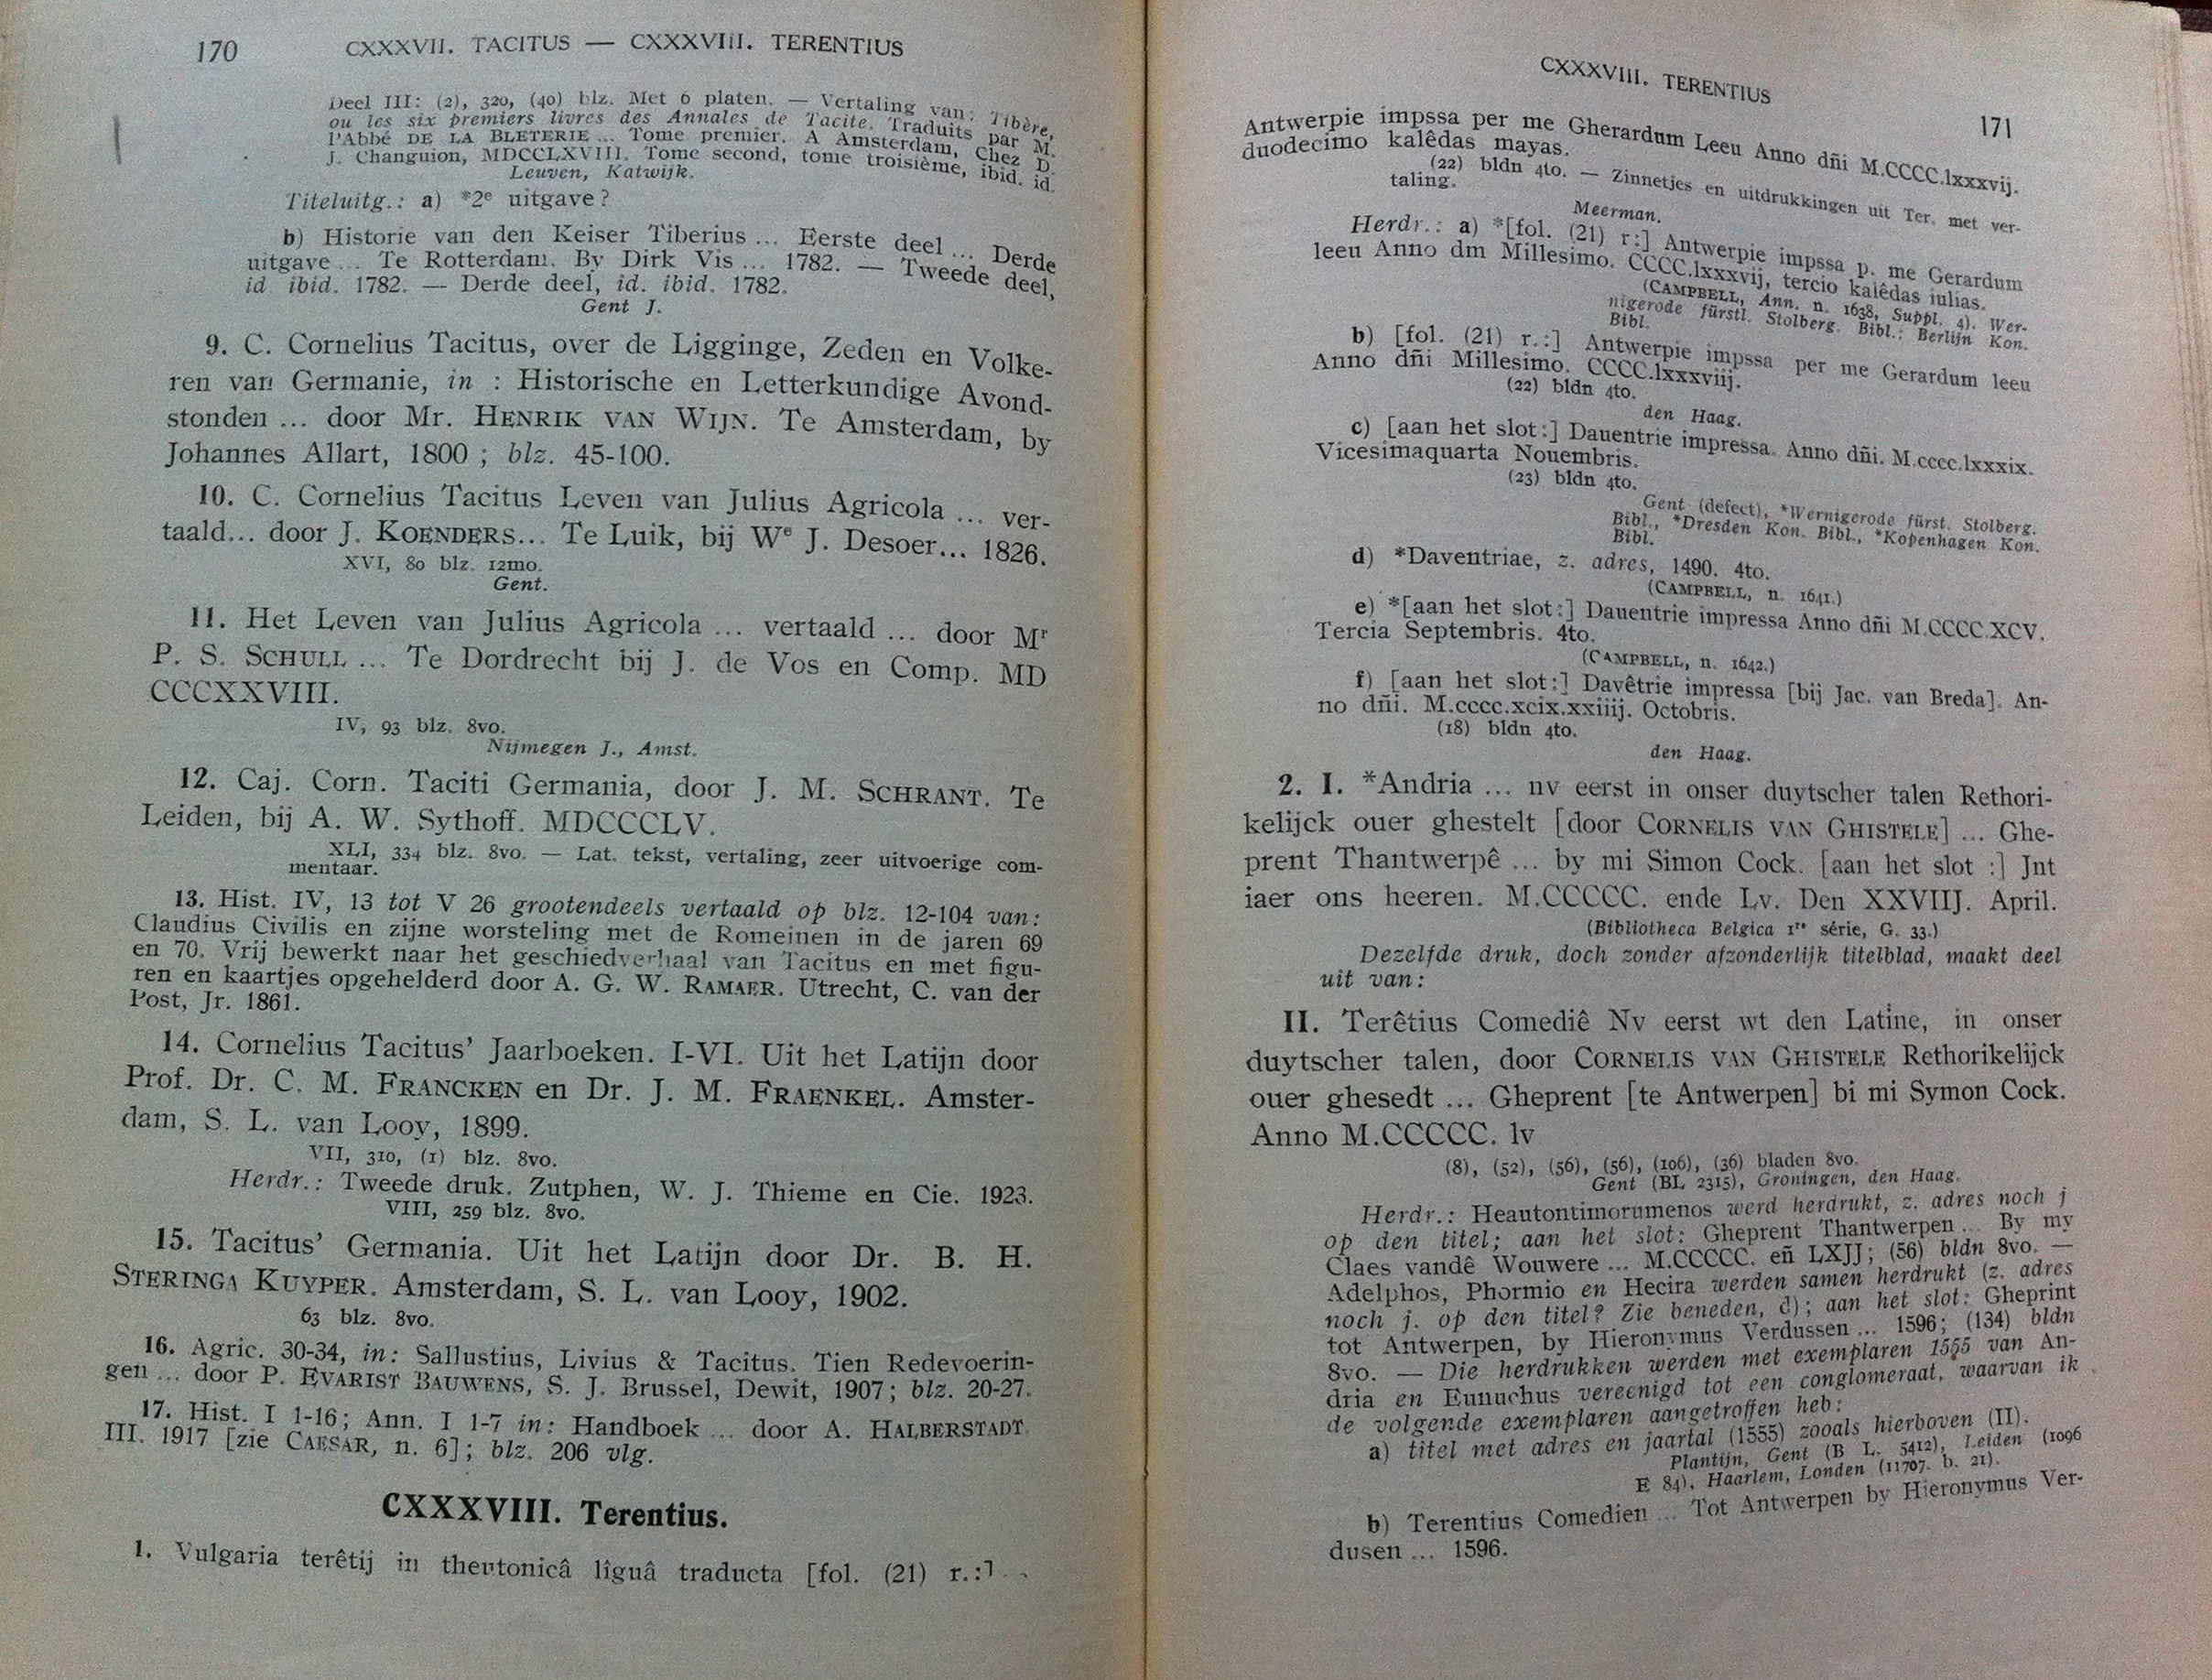 170 CXXXVII. TACITUS — CXXXVIII. TERENTIUS
Deel III: (2), 320, (40) blz. Met 6 platen. — Vertaling van: Tibère,
ou les six premiers livres des Annales de Tacite. Traduits par M.
l'Abbé DE LA BLETERIE ... Tome premier. A Amsterdam, Chez D.
J. Changuion, MDCCLXVIII. Tome second, tome troisième, ibid. id.
Leuven, Katwijk.
Titeluitg.: a) *2e uitgave?
b) Historie van den Keiser Tiberius ... Eerste deel ... Derde
uitgave ... Te Rotterdam. By Dirk Vis ... 1782. — Tweede deel,
id ibid. 1782. — Derde deel, id. ibid. 1782.
Gent J.
9. C. Cornelius Tacitus, over de Ligginge, Zeden en Volke-
ren van Germanie, in : Historische en Letterkundige Avond-
stonden ... door Mr. HENRIK VAN WIJN. Te Amsterdam, by
Johannes Allart, 1800 ; blz. 45-100.
10. C. Cornelius Tacitus Leven van Julius Agricola ... ver-
taald... door J. KOENDERS... Te Luik, bij We J. Desoer... 1826.
XVI, 80 blz. 12mo.
Gent.
11. Het Leven van Julius Agricola ... vertaald ... door Mr
P. S. SCHULL ... Te Dordrecht bij J. de Vos en Comp. MD
CCCXXVIII.
IV, 93 blz. 8vo.
Nijmegen J., Amst.
12. Caj. Corn. Taciti Germania, door J. M. SCHRANT. Te
Leiden, bij A. W. Sythoff. MDCCCLV.
XLI, 334 blz. 8vo. — Lat. tekst, vertaling, zeer uitvoerige com-
mentaar.
13. Hist. IV, 13 tot V 26 grootendeels vertaald op blz. 12-104 van:
Claudius Civilis en zijne worsteling met de Romeinen in de jaren 69
en 70. Vrij bewerkt naar het geschiedverhaal van Tacitus en met figu-
ren en kaartjes opgehelderd door A. G. W. RAMAER. Utrecht, C. van der
Post, Jr. 1861.
14. Cornelius Tacitus' Jaarboeken. I-VI. Uit het Latijn door
Prof. Dr. C. M. FRANCKEN en Dr. J. M. FRAENKEL. Amster-
dam, S. L. van Looy, 1899.
VII, 310, (1) blz. 8vo.
Herdr.: Tweede druk. Zutphen, W. J. Thieme en Cie. 1923.
VIII, 259 blz. 8vo.
15. Tacitus' Germania. Uit het Latijn door Dr. B. H.
STERINGA KUYPER. Amsterdam, S. L. van Looy, 1902.
63 blz. 8vo.
16. Agric. 30-34, in: Sallustius, Livius & Tacitus. Tien Redevoerin-
gen ... door P. EVARIST BAUWENS, S. J. Brussel, Dewit, 1907; blz. 20-27.
17. Hist. I 1-16; Ann. I 1-7 in: Handboek ... door A. HALBERSTADT.
III. 1917 [zie CAESAR, n. 6]; blz. 206 vlg.
CXXXVIII. Terentius.
1. Vulgaria terêtij in theutonicâ lîguâ traducta [fol. (21) r.:]
CXXXVIII. TERENTIUS 171
Antwerpie impssa per me Gherardum Leeu Anno dñi M.CCCC.lxxxvij.
duodecimo kalêdas mayas.
(22) bldn 4to. — Zinnetjes en uitdrukkingen uit Ter. met ver-
taling.
Meerman.
Herdr.: a) *[fol. (21) r:] Antwerpie impssa p. me Gerardum
leeu Anno dm Millesimo. CCCC.lxxxvij, tercio kalêdas iulias.
(CAMPBELL, Ann. n. 1638, Suppl. 4). Wer-
nigerode fürstl. Stolberg. Bibl.; Berlijn Kon.
Bibl.
b) [fol. (21) r.:] Antwerpie impssa per me Gerardum leeu
Anno dñi Millesimo. CCCC.lxxxviij.
(22) bldn 4to.
den Haag.
c) [aan het slot:] Dauentrie impressa. Anno dñi. M.cccc.lxxxix.
Vicesimaquarta Nouembris.
(23) bldn 4to.
Gent (defect), *Wernigerode fürst. Stolberg.
Bibl., *Dresden Kon. Bibl., *Kopenhagen Kon.
Bibl.
d) *Daventriae, z. adres, 1490. 4to.
(CAMPBELL, n. 1641.)
e) *[aan het slot:] Dauentrie impressa Anno dñi M.CCCC.XCV.
Tercia Septembris. 4to.
(CAMPBELL, n. 1642.)
f) [aan het slot:] Davêtrie impressa [bij Jac. van Breda]. An-
no dñi. M.cccc.xcix.xxiiij. Octobris.
(18) bldn 4to.
den Haag.
2. I. *Andria ... nv eerst in onser duytscher talen Rethori-
kelijck ouer ghestelt [door CORNELIS VAN GHISTELE] ... Ghe-
prent Thantwerpê ... by mi Simon Cock. [aan het slot :] Jnt
iaer ons heeren. M.CCCCC. ende Lv. Den XXVIIJ. April.
(Bibliotheca Belgica 1re série, G. 33.)
Dezelfde druk, doch zonder afzonderlijk titelblad, maakt deel
uit van:
II. Terêtius Comediê Nv eerst wt den Latine, in onser
duytscher talen, door CORNELIS VAN GHISTELE Rethorikelijck
ouer ghesedt ... Gheprent [te Antwerpen] bi mi Symon Cock.
Anno M.CCCCC. lv
(8), (52), (56), (56), (106), (36) bladen 8vo.
Gent (BL 2315), Groningen, den Haag.
Herdr.: Heautontimorumenos werd herdrukt, z. adres noch j
op den titel; aan het slot: Gheprent Thantwerpen ... By my
Claes vandê Wouwere ... M.CCCCC. eñ LXJJ; (56) bldn 8vo. —
Adelphos, Phormio en Hecira werden samen herdrukt (z. adres
noch j. op den titel? Zie beneden, d); aan het slot: Gheprint
tot Antwerpen, by Hieronymus Verdussen ... 1596; (134) bldn
8vo. — Die herdrukken werden met exemplaren 1555 van An-
dria en Eunuchus vereenigd tot een conglomeraat, waarvan ik
de volgende exemplaren aangetroffen heb:
a) titel met adres en jaartal (1555) zooals hierboven (II).
Plantijn, Gent (B L. 5412), Leiden (1096
E 84), Haarlem, Londen (11707. b. 21).
b) Terentius Comedien ... Tot Antwerpen by Hieronymus Ver-
dusen ... 1596.